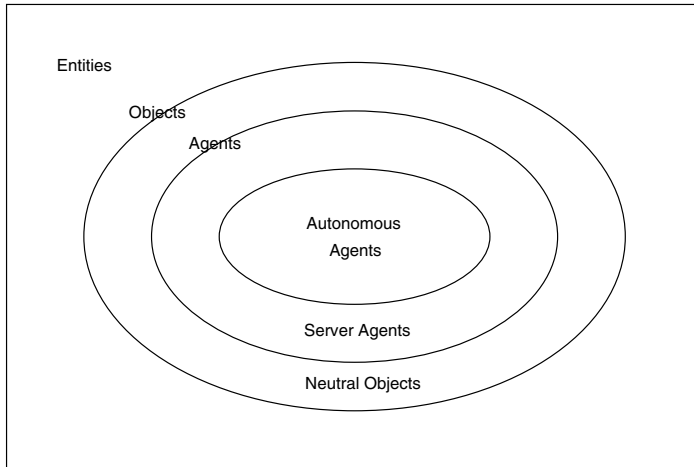 Entities
Objects
Agents
Autonomous
Agents
Server Agents
Neutral Objects